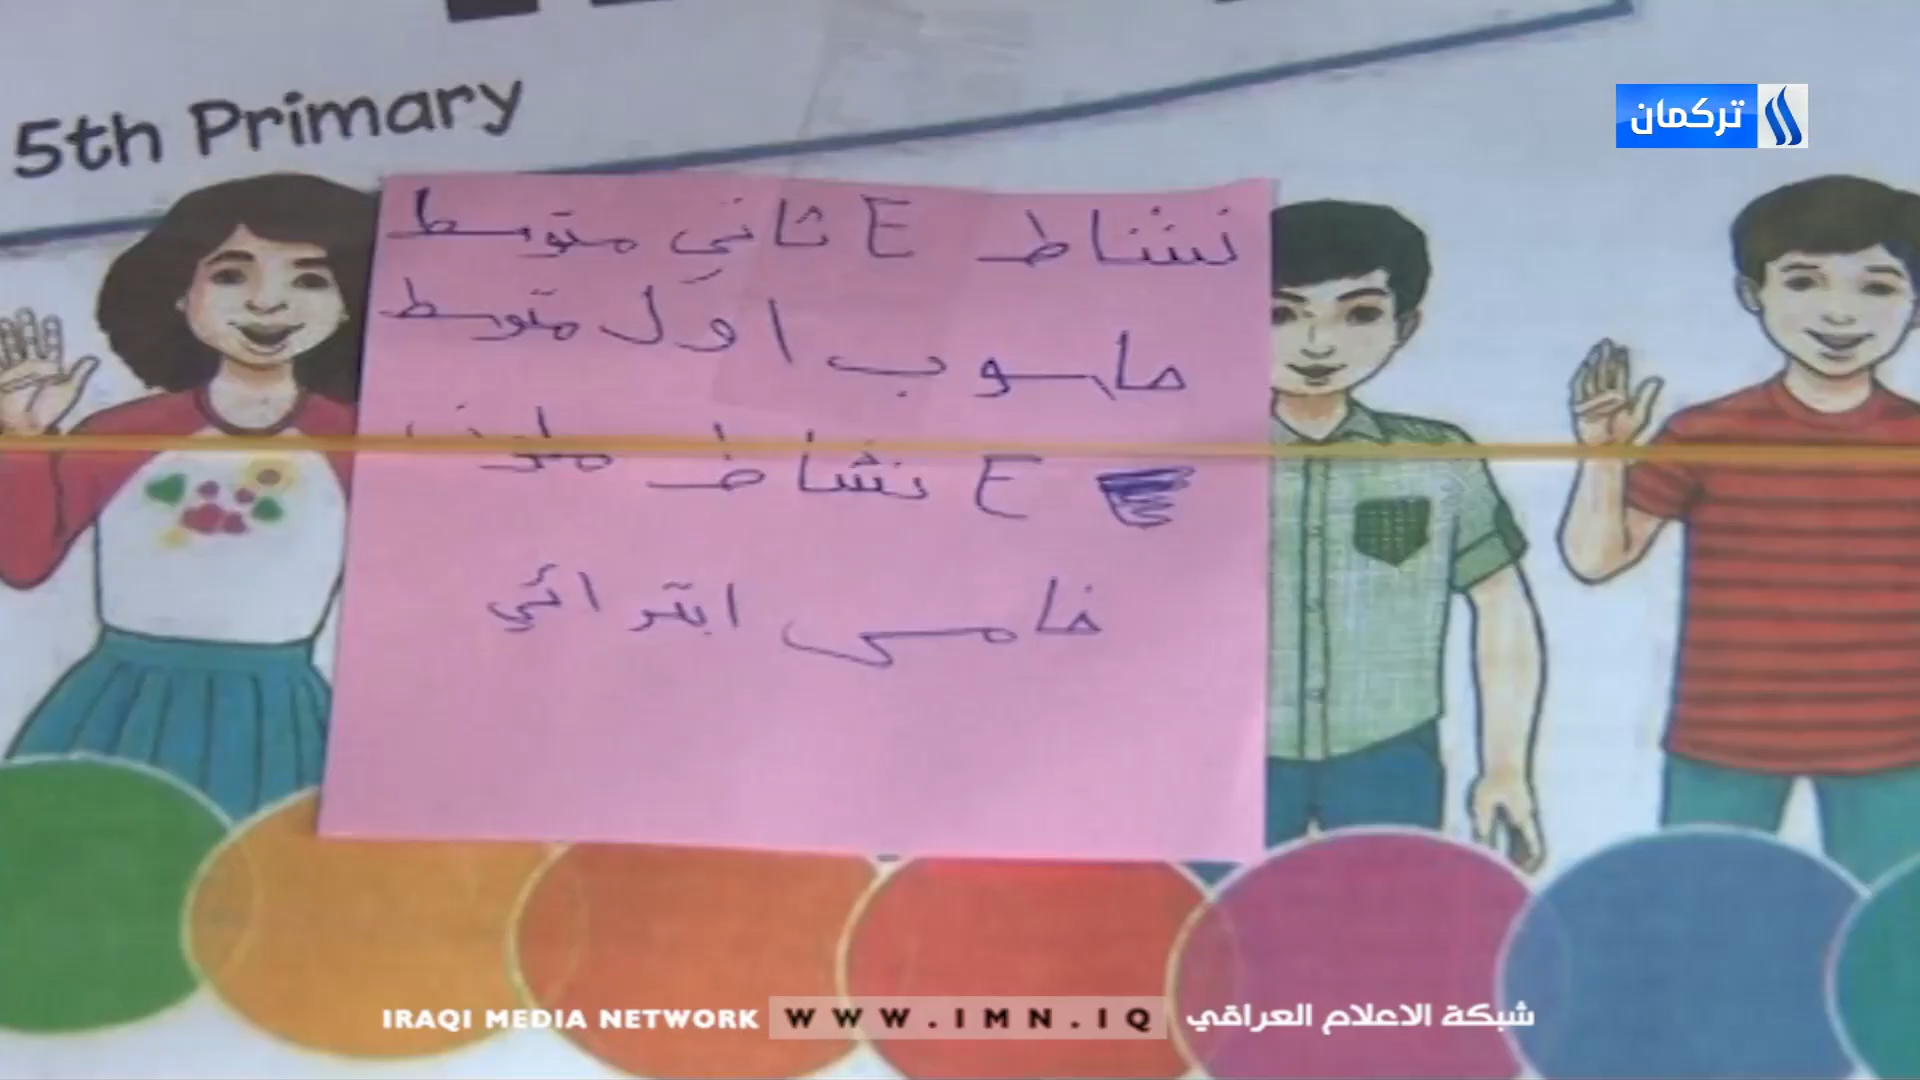 5th Primary
تركمان
نشاط E ثاني متوسط
حاسوب اول متوسط
E نشاط ملون
خامس ابتدائي
IRAQI MEDIA NETWORK WWW.IMN.IQ شبكة الاعلام العراقي